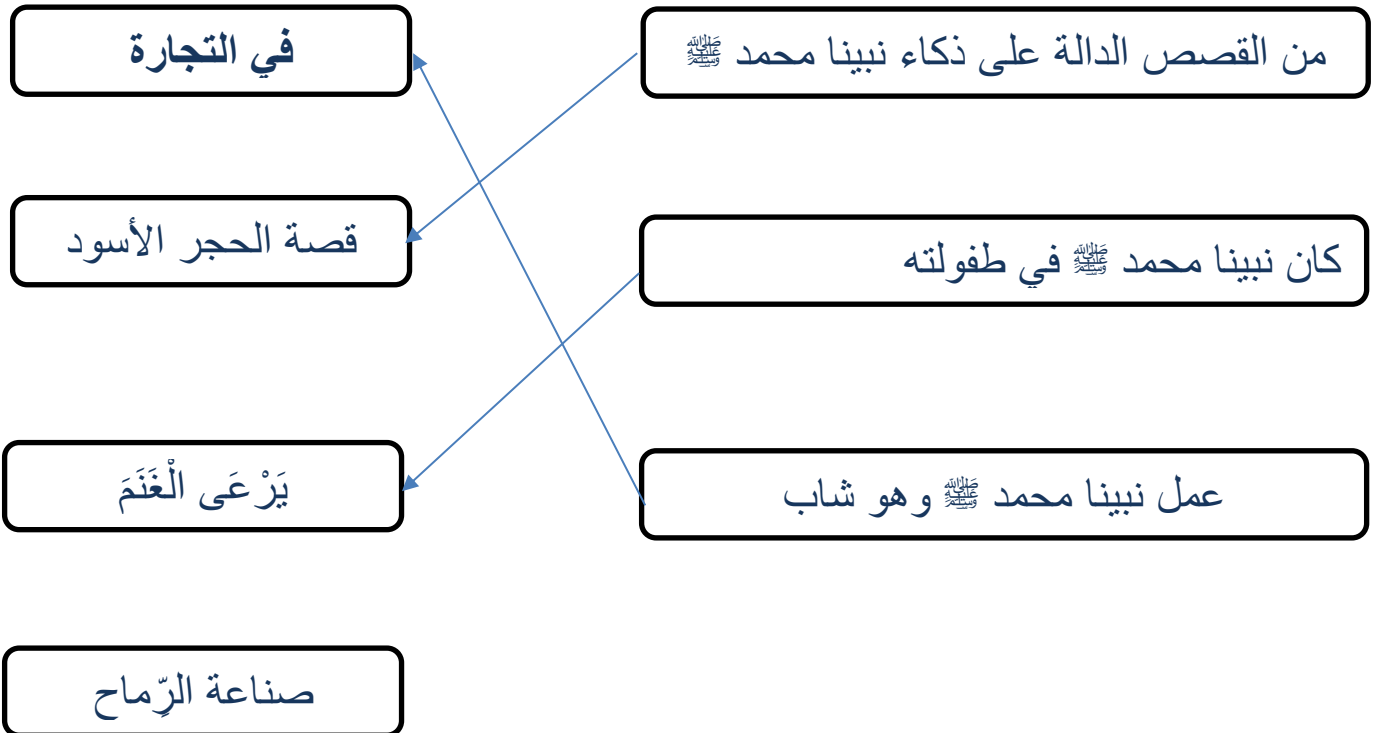 من القصص الدالة على ذكاء نبينا محمد ﷺ
في التجارة
كان نبينا محمد ﷺ في طفولته
قصة الحجر الأسود
عمل نبينا محمد ﷺ وهو شاب
يَرْعَى الْغَنَمَ
صناعة الرِّماح